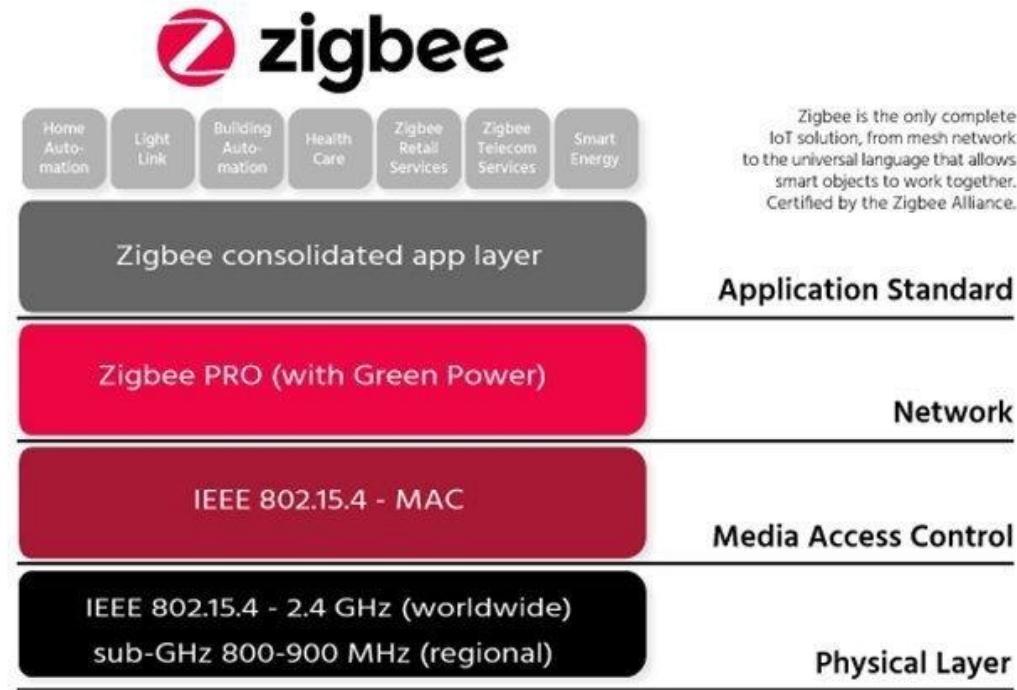 zigbee
Home
Auto-
mation
Light
Link
Building
Auto-
mation
Health
Care
Zigbee
Retail
Services
Zigbee
Telecom
Services
Smart
Energy
Zigbee is the only complete
IoT solution, from mesh network
to the universal language that allows
smart objects to work together.
Certified by the Zigbee Alliance.
Zigbee consolidated app layer
Application Standard
Zigbee PRO (with Green Power)
Network
IEEE 802.15.4 - MAC
Media Access Control
IEEE 802.15.4 - 2.4 GHz (worldwide)
sub-GHz 800-900 MHz (regional)
Physical Layer